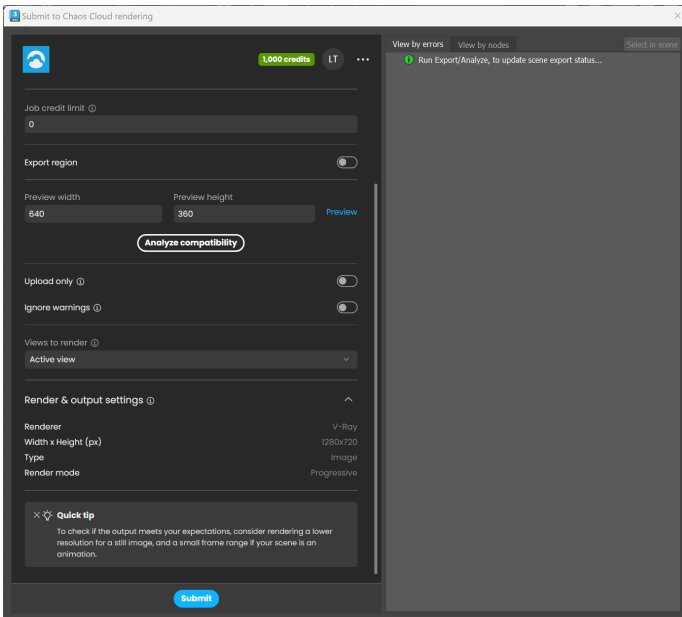 Submit to Chaos Cloud rendering
1,000 credits
LT
Job credit limit
0
Export region
Preview width
Preview height
640
360
Preview
Analyze compatibility
Upload only
Ignore warnings
Views to render
Active view
Render & output settings
Renderer
V-Ray
Width x Height (px)
1280x720
Type
Image
Render mode
Progressive
Quick tip
To check if the output meets your expectations, consider rendering a lower
resolution for a still image, and a small frame range if your scene is an
animation.
Submit
View by errors
View by nodes
Select in scene
Run Export/Analyze, to update scene export status...